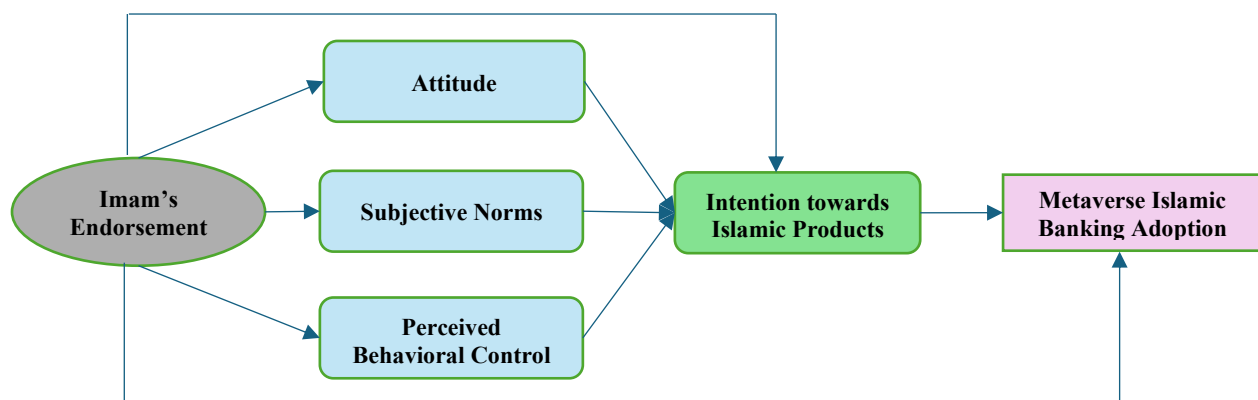 Attitude
Imam’s
Endorsement
Subjective Norms
Intention towards
Islamic Products
Metaverse Islamic
Banking Adoption
Perceived
Behavioral Control